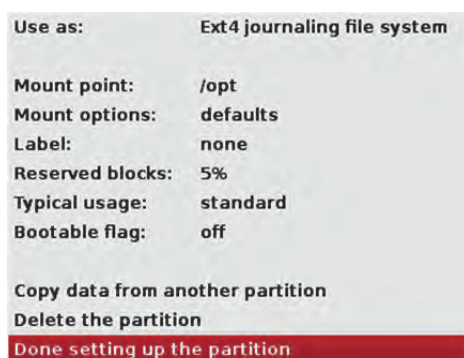 Use as: Ext4 journaling file system
Mount point: /opt
Mount options: defaults
Label: none
Reserved blocks: 5%
Typical usage: standard
Bootable flag: off
Copy data from another partition
Delete the partition
Done setting up the partition